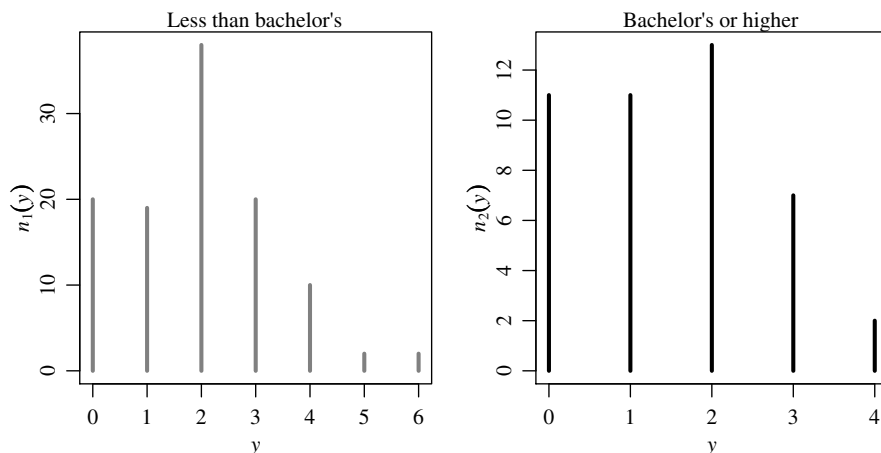 Less than bachelor's
n1(y)
0 10 20 30
0 1 2 3 4 5 6
y
Bachelor's or higher
n2(y)
0 2 4 6 8 10 12
0 1 2 3 4
y